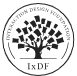 INTERACTION DESIGN FOUNDATION
IxDF